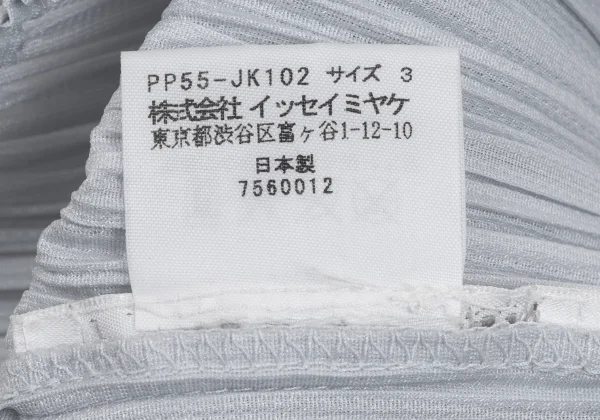 PP55-JK102 サイズ 3
株式会社 イッセイミヤケ
東京都渋谷区富ヶ谷1-12-10
日本製
7560012